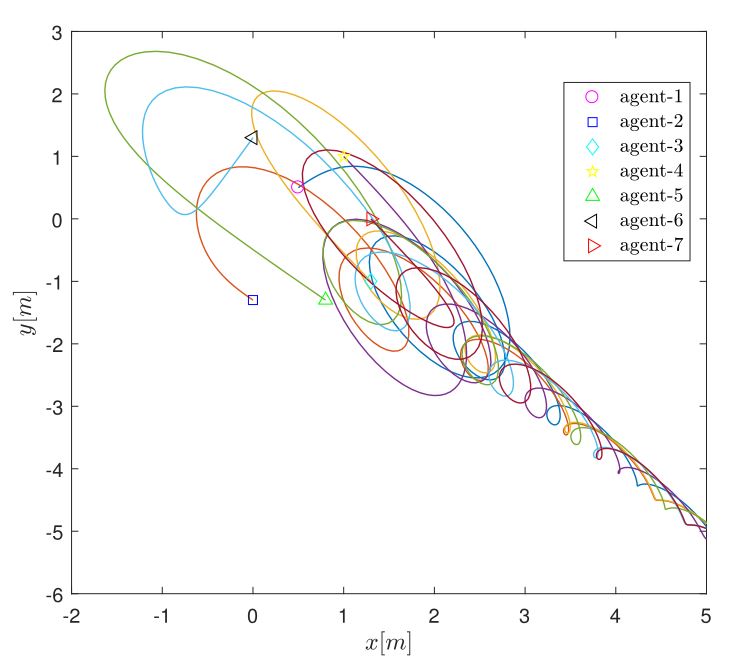 3
2
1
0
-1
-2
-3
-4
-5
-6
y[m]
-2 -1 0 1 2 3 4 5
x[m]
agent-1
agent-2
agent-3
agent-4
agent-5
agent-6
agent-7